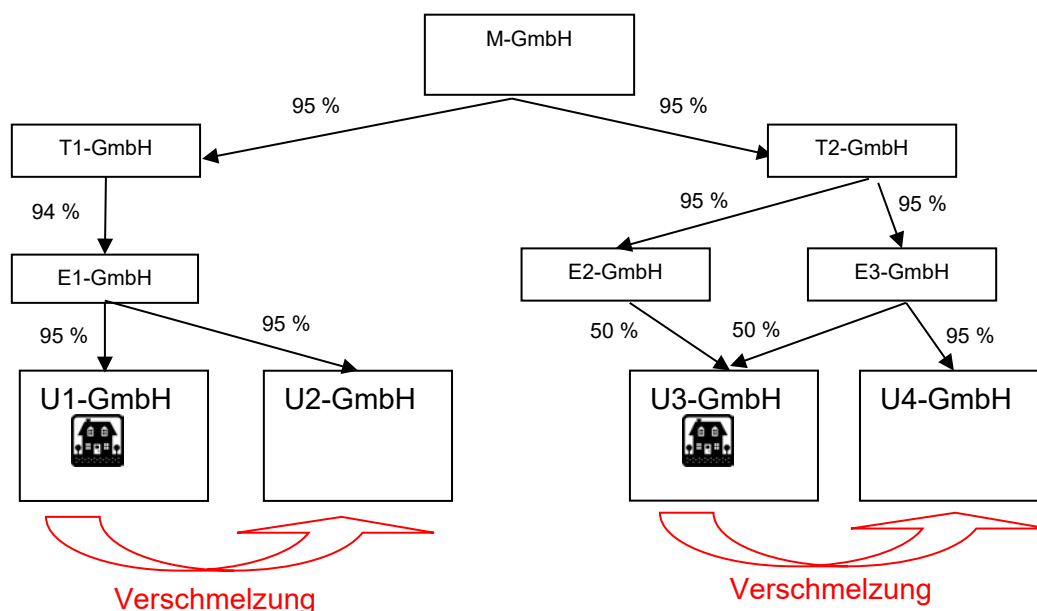 M-GmbH
95 %
95 %
T1-GmbH
T2-GmbH
94 %
95 %
95 %
E1-GmbH
E2-GmbH
E3-GmbH
95 %
95 %
50 %
50 %
95 %
U1-GmbH
U2-GmbH
U3-GmbH
U4-GmbH
Verschmelzung
Verschmelzung